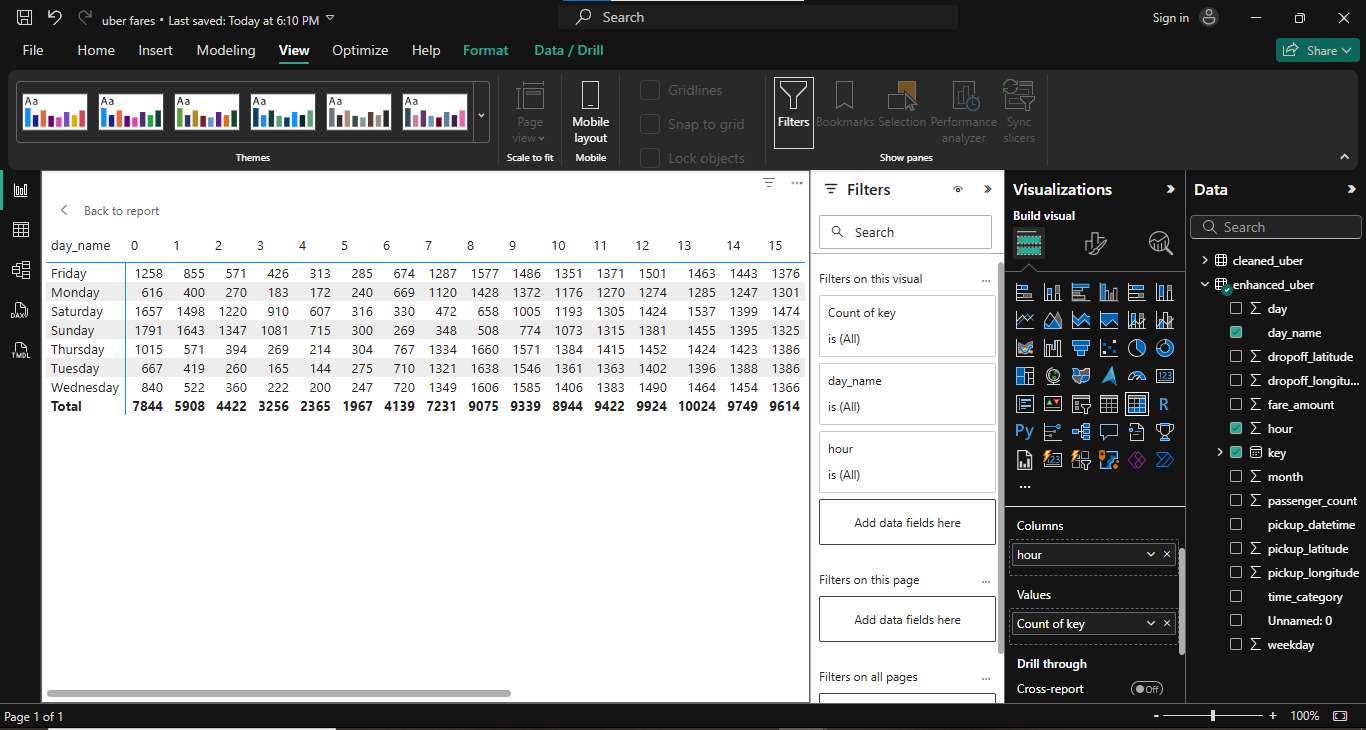 uber fares • Last saved: Today at 6:10 PM
Search
Sign in
File Home Insert Modeling View Optimize Help Format Data / Drill
Share
Aa Aa Aa Aa Aa Aa
Themes
Page view
Scale to fit
Mobile layout
Mobile
Gridlines
Snap to grid
Lock objects
Filters
Bookmarks
Selection
Performance analyzer
Sync slicers
Show panes
Back to report
day_name 0 1 2 3 4 5 6 7 8 9 10 11 12 13 14 15
Friday 1258 855 571 426 313 285 674 1287 1577 1486 1351 1371 1501 1463 1443 1376
Monday 616 400 270 183 172 240 669 1120 1428 1372 1176 1270 1274 1285 1247 1301
Saturday 1657 1498 1220 910 607 316 330 472 658 1005 1193 1305 1424 1537 1399 1474
Sunday 1791 1643 1347 1081 715 300 269 348 508 774 1073 1315 1381 1455 1395 1325
Thursday 1015 571 394 269 214 304 767 1334 1660 1571 1384 1415 1452 1424 1423 1386
Tuesday 667 419 260 165 144 275 710 1321 1638 1546 1361 1363 1402 1396 1388 1386
Wednesday 840 522 360 222 200 247 720 1349 1606 1585 1406 1383 1490 1464 1454 1366
Total 7844 5908 4422 3256 2365 1967 4139 7231 9075 9339 8944 9422 9924 10024 9749 9614
Filters
Search
Filters on this visual
Count of key
is (All)
day_name
is (All)
hour
is (All)
Add data fields here
Filters on this page
Add data fields here
Filters on all pages
Visualizations
Build visual
123
R
Py
123
Columns
hour
Values
Count of key
Drill through
Cross-report
Off
Data
Search
cleaned_uber
enhanced_uber
day
day_name
dropoff_latitude
dropoff_longitu...
fare_amount
hour
key
month
passenger_count
pickup_datetime
pickup_latitude
pickup_longitude
time_category
Unnamed: 0
weekday
DAX
TMDL
Page 1 of 1
- + 100%